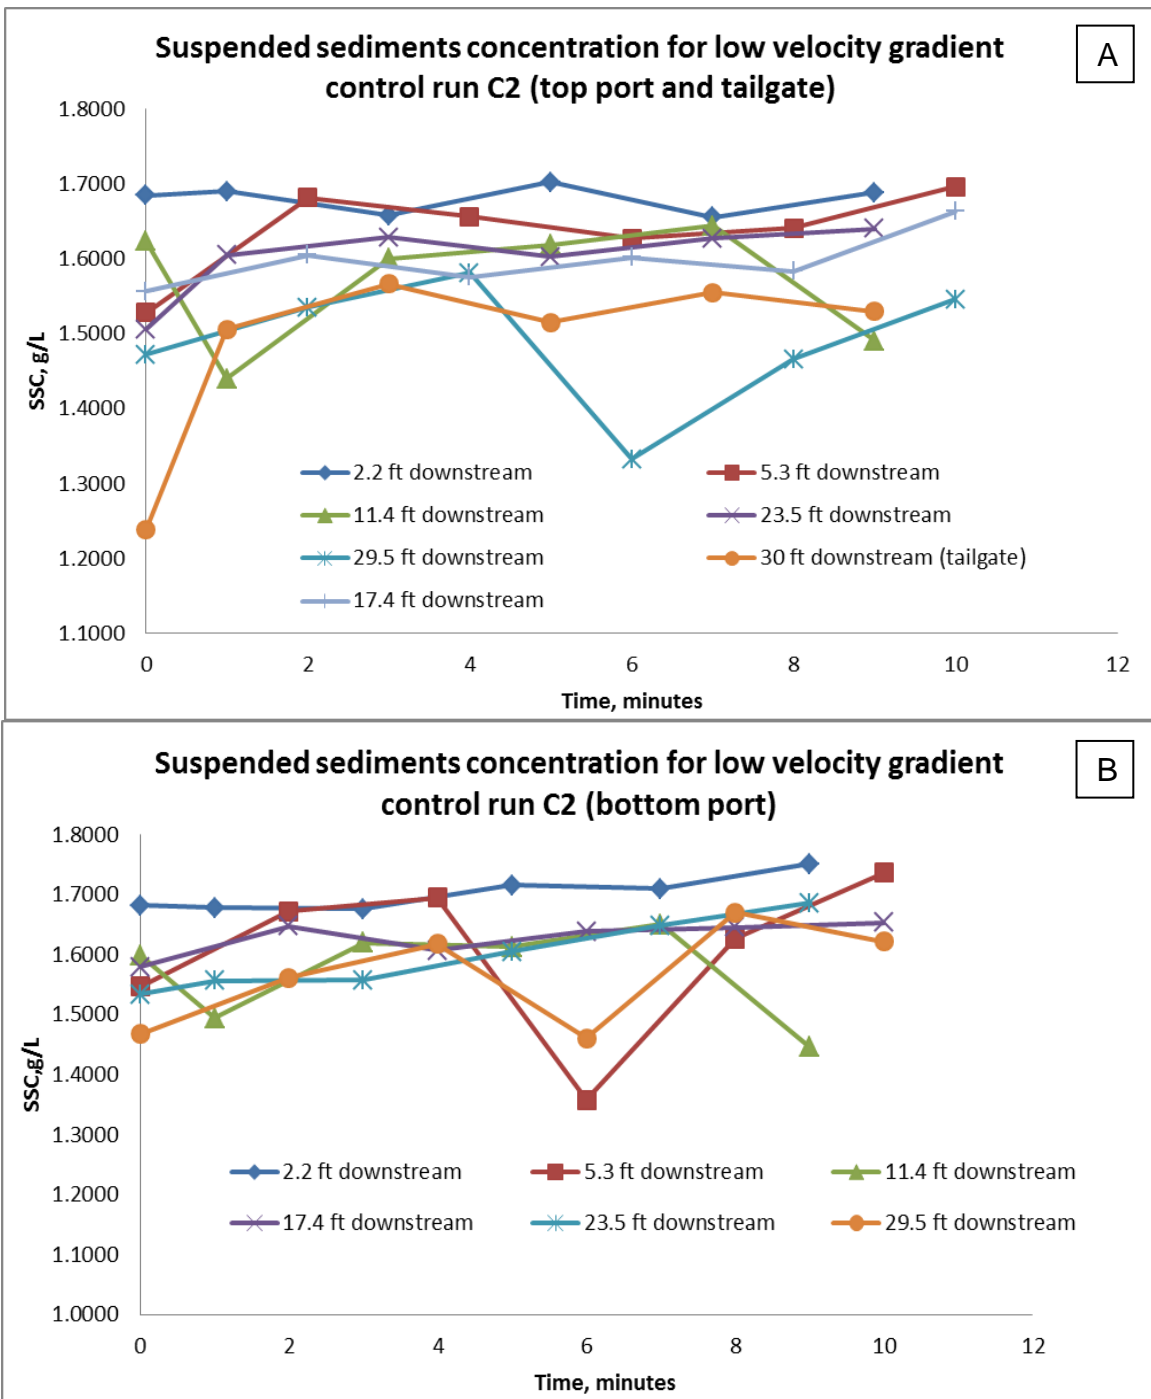 Suspended sediments concentration for low velocity gradient
control run C2 (top port and tailgate)
A
1.8000
1.7000
1.6000
1.5000
1.4000
1.3000
1.2000
1.1000
SSC, g/L
2.2 ft downstream
5.3 ft downstream
11.4 ft downstream
23.5 ft downstream
29.5 ft downstream
30 ft downstream (tailgate)
17.4 ft downstream
0 2 4 6 8 10 12
Time, minutes
Suspended sediments concentration for low velocity gradient
control run C2 (bottom port)
B
1.8000
1.7000
1.6000
1.5000
1.4000
1.3000
1.2000
1.1000
1.0000
SSC,g/L
2.2 ft downstream
5.3 ft downstream
11.4 ft downstream
17.4 ft downstream
23.5 ft downstream
29.5 ft downstream
0 2 4 6 8 10 12
Time, minutes